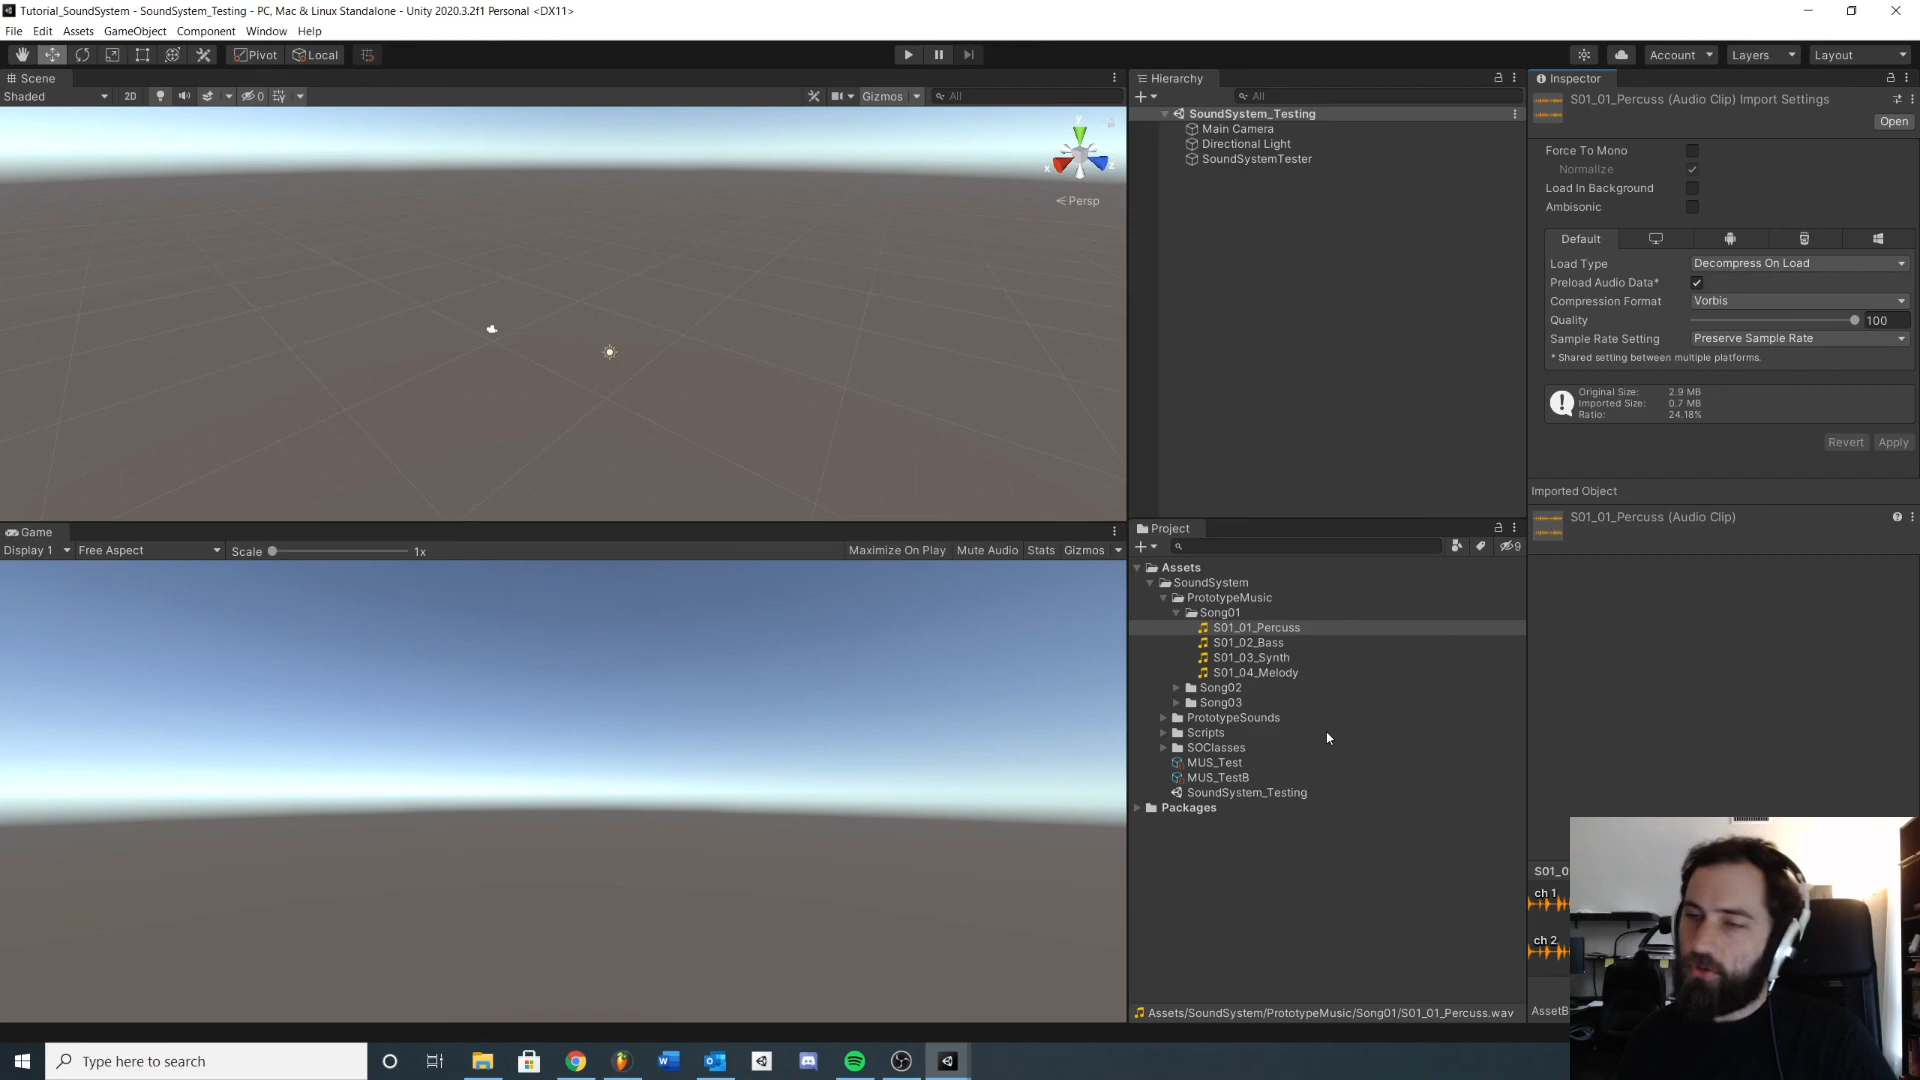 Tutorial_SoundSystem - SoundSystem_Testing - PC, Mac & Linux Standalone - Unity 2020.3.2f1 Personal <DX11>
File Edit Assets GameObject Component Window Help
Pivot Local Account Layers Layout
Scene
Shaded 2D 0 Gizmos All
y
x z
Persp
Game
Display 1 Free Aspect Scale 1x Maximize On Play Mute Audio Stats Gizmos
Hierarchy
All
SoundSystem_Testing
Main Camera
Directional Light
SoundSystemTester
Project
9
Assets
SoundSystem
PrototypeMusic
Song01
S01_01_Percuss
S01_02_Bass
S01_03_Synth
S01_04_Melody
Song02
Song03
PrototypeSounds
Scripts
SOClasses
MUS_Test
MUS_TestB
SoundSystem_Testing
Packages
Assets/SoundSystem/PrototypeMusic/Song01/S01_01_Percuss.wav
Inspector
S01_01_Percuss (Audio Clip) Import Settings
Open
Force To Mono
Normalize
Load In Background
Ambisonic
Default
Load Type Decompress On Load
Preload Audio Data*
Compression Format Vorbis
Quality 100
Sample Rate Setting Preserve Sample Rate
* Shared setting between multiple platforms.
Original Size: 2.9 MB
Imported Size: 0.7 MB
Ratio: 24.18%
Revert Apply
Imported Object
S01_01_Percuss (Audio Clip)
S01_0
ch 1
ch 2
AssetB
Type here to search